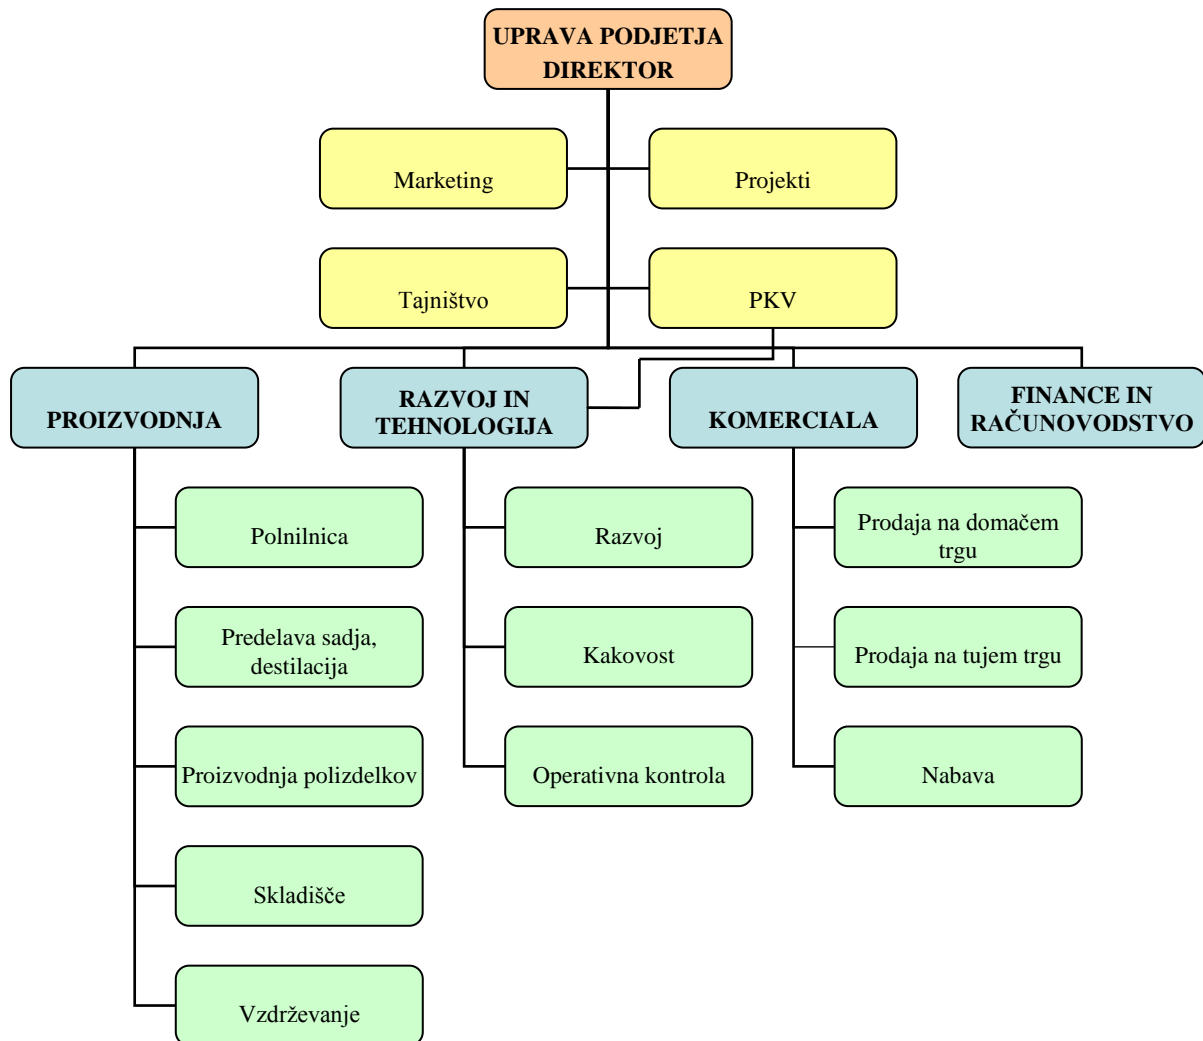 UPRAVA PODJETJA
DIREKTOR
Marketing
Projekti
Tajništvo
PKV
PROIZVODNJA
RAZVOJ IN
TEHNOLOGIJA
KOMERCIALA
FINANCE IN
RAČUNOVODSTVO
Polnilnica
Razvoj
Prodaja na domačem
trgu
Predelava sadja,
destilacija
Kakovost
Prodaja na tujem trgu
Proizvodnja polizdelkov
Operativna kontrola
Nabava
Skladišče
Vzdrževanje